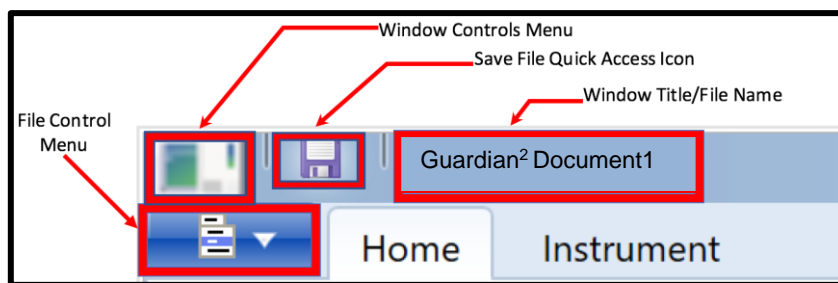 Window Controls Menu
Save File Quick Access Icon
Window Title/File Name
File Control
Menu
Guardian² Document1
Home
Instrument